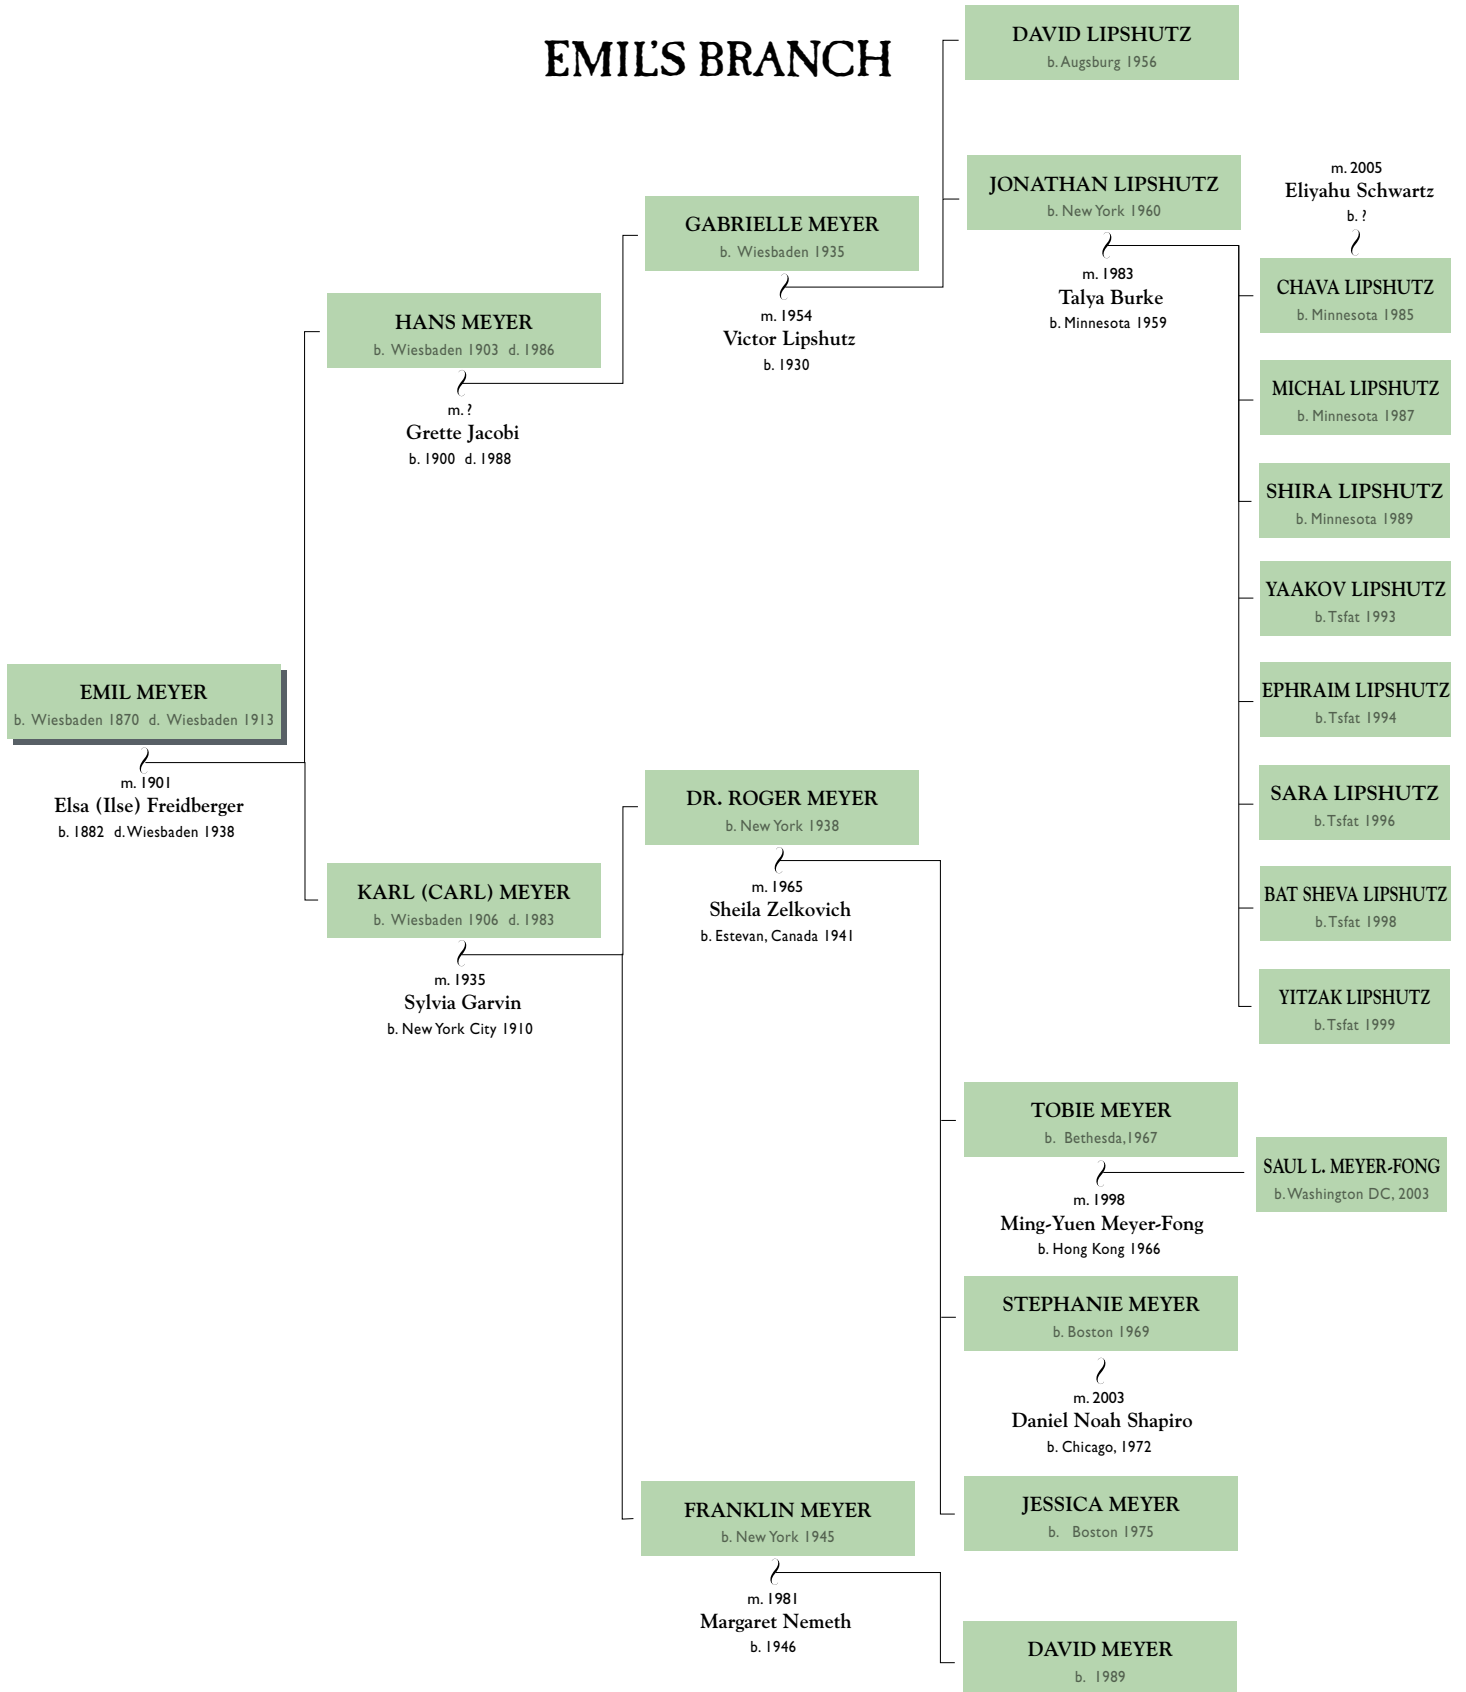 EMIL'S BRANCH
DAVID LIPSHUTZ
b. Augsburg 1956
JONATHAN LIPSHUTZ
b. New York 1960
m. 1983
Talya Burke
b. Minnesota 1959
m. 2005
Eliyahu Schwartz
b. ?
CHAVA LIPSHUTZ
b. Minnesota 1985
MICHAL LIPSHUTZ
b. Minnesota 1987
SHIRA LIPSHUTZ
b. Minnesota 1989
YAAKOV LIPSHUTZ
b. Tsfat 1993
EPHRAIM LIPSHUTZ
b. Tsfat 1994
SARA LIPSHUTZ
b. Tsfat 1996
BAT SHEVA LIPSHUTZ
b. Tsfat 1998
YITZAK LIPSHUTZ
b. Tsfat 1999
GABRIELLE MEYER
b. Wiesbaden 1935
m. 1954
Victor Lipshutz
b. 1930
HANS MEYER
b. Wiesbaden 1903 d. 1986
m. ?
Grette Jacobi
b. 1900 d. 1988
EMIL MEYER
b. Wiesbaden 1870 d. Wiesbaden 1913
m. 1901
Elsa (Ilse) Freidberger
b. 1882 d. Wiesbaden 1938
KARL (CARL) MEYER
b. Wiesbaden 1906 d. 1983
m. 1935
Sylvia Garvin
b. New York City 1910
DR. ROGER MEYER
b. New York 1938
m. 1965
Sheila Zelkovich
b. Estevan, Canada 1941
TOBIE MEYER
b. Bethesda,1967
m. 1998
Ming-Yuen Meyer-Fong
b. Hong Kong 1966
SAUL L. MEYER-FONG
b. Washington DC, 2003
STEPHANIE MEYER
b. Boston 1969
m. 2003
Daniel Noah Shapiro
b. Chicago, 1972
JESSICA MEYER
b. Boston 1975
FRANKLIN MEYER
b. New York 1945
m. 1981
Margaret Nemeth
b. 1946
DAVID MEYER
b. 1989